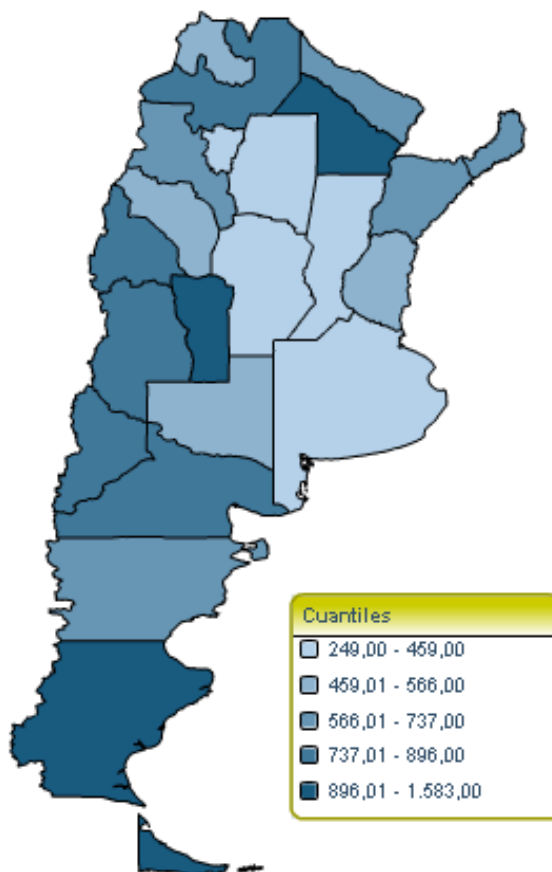 Cuantiles
249,00 - 459,00
459,01 - 566,00
566,01 - 737,00
737,01 - 896,00
896,01 - 1.583,00